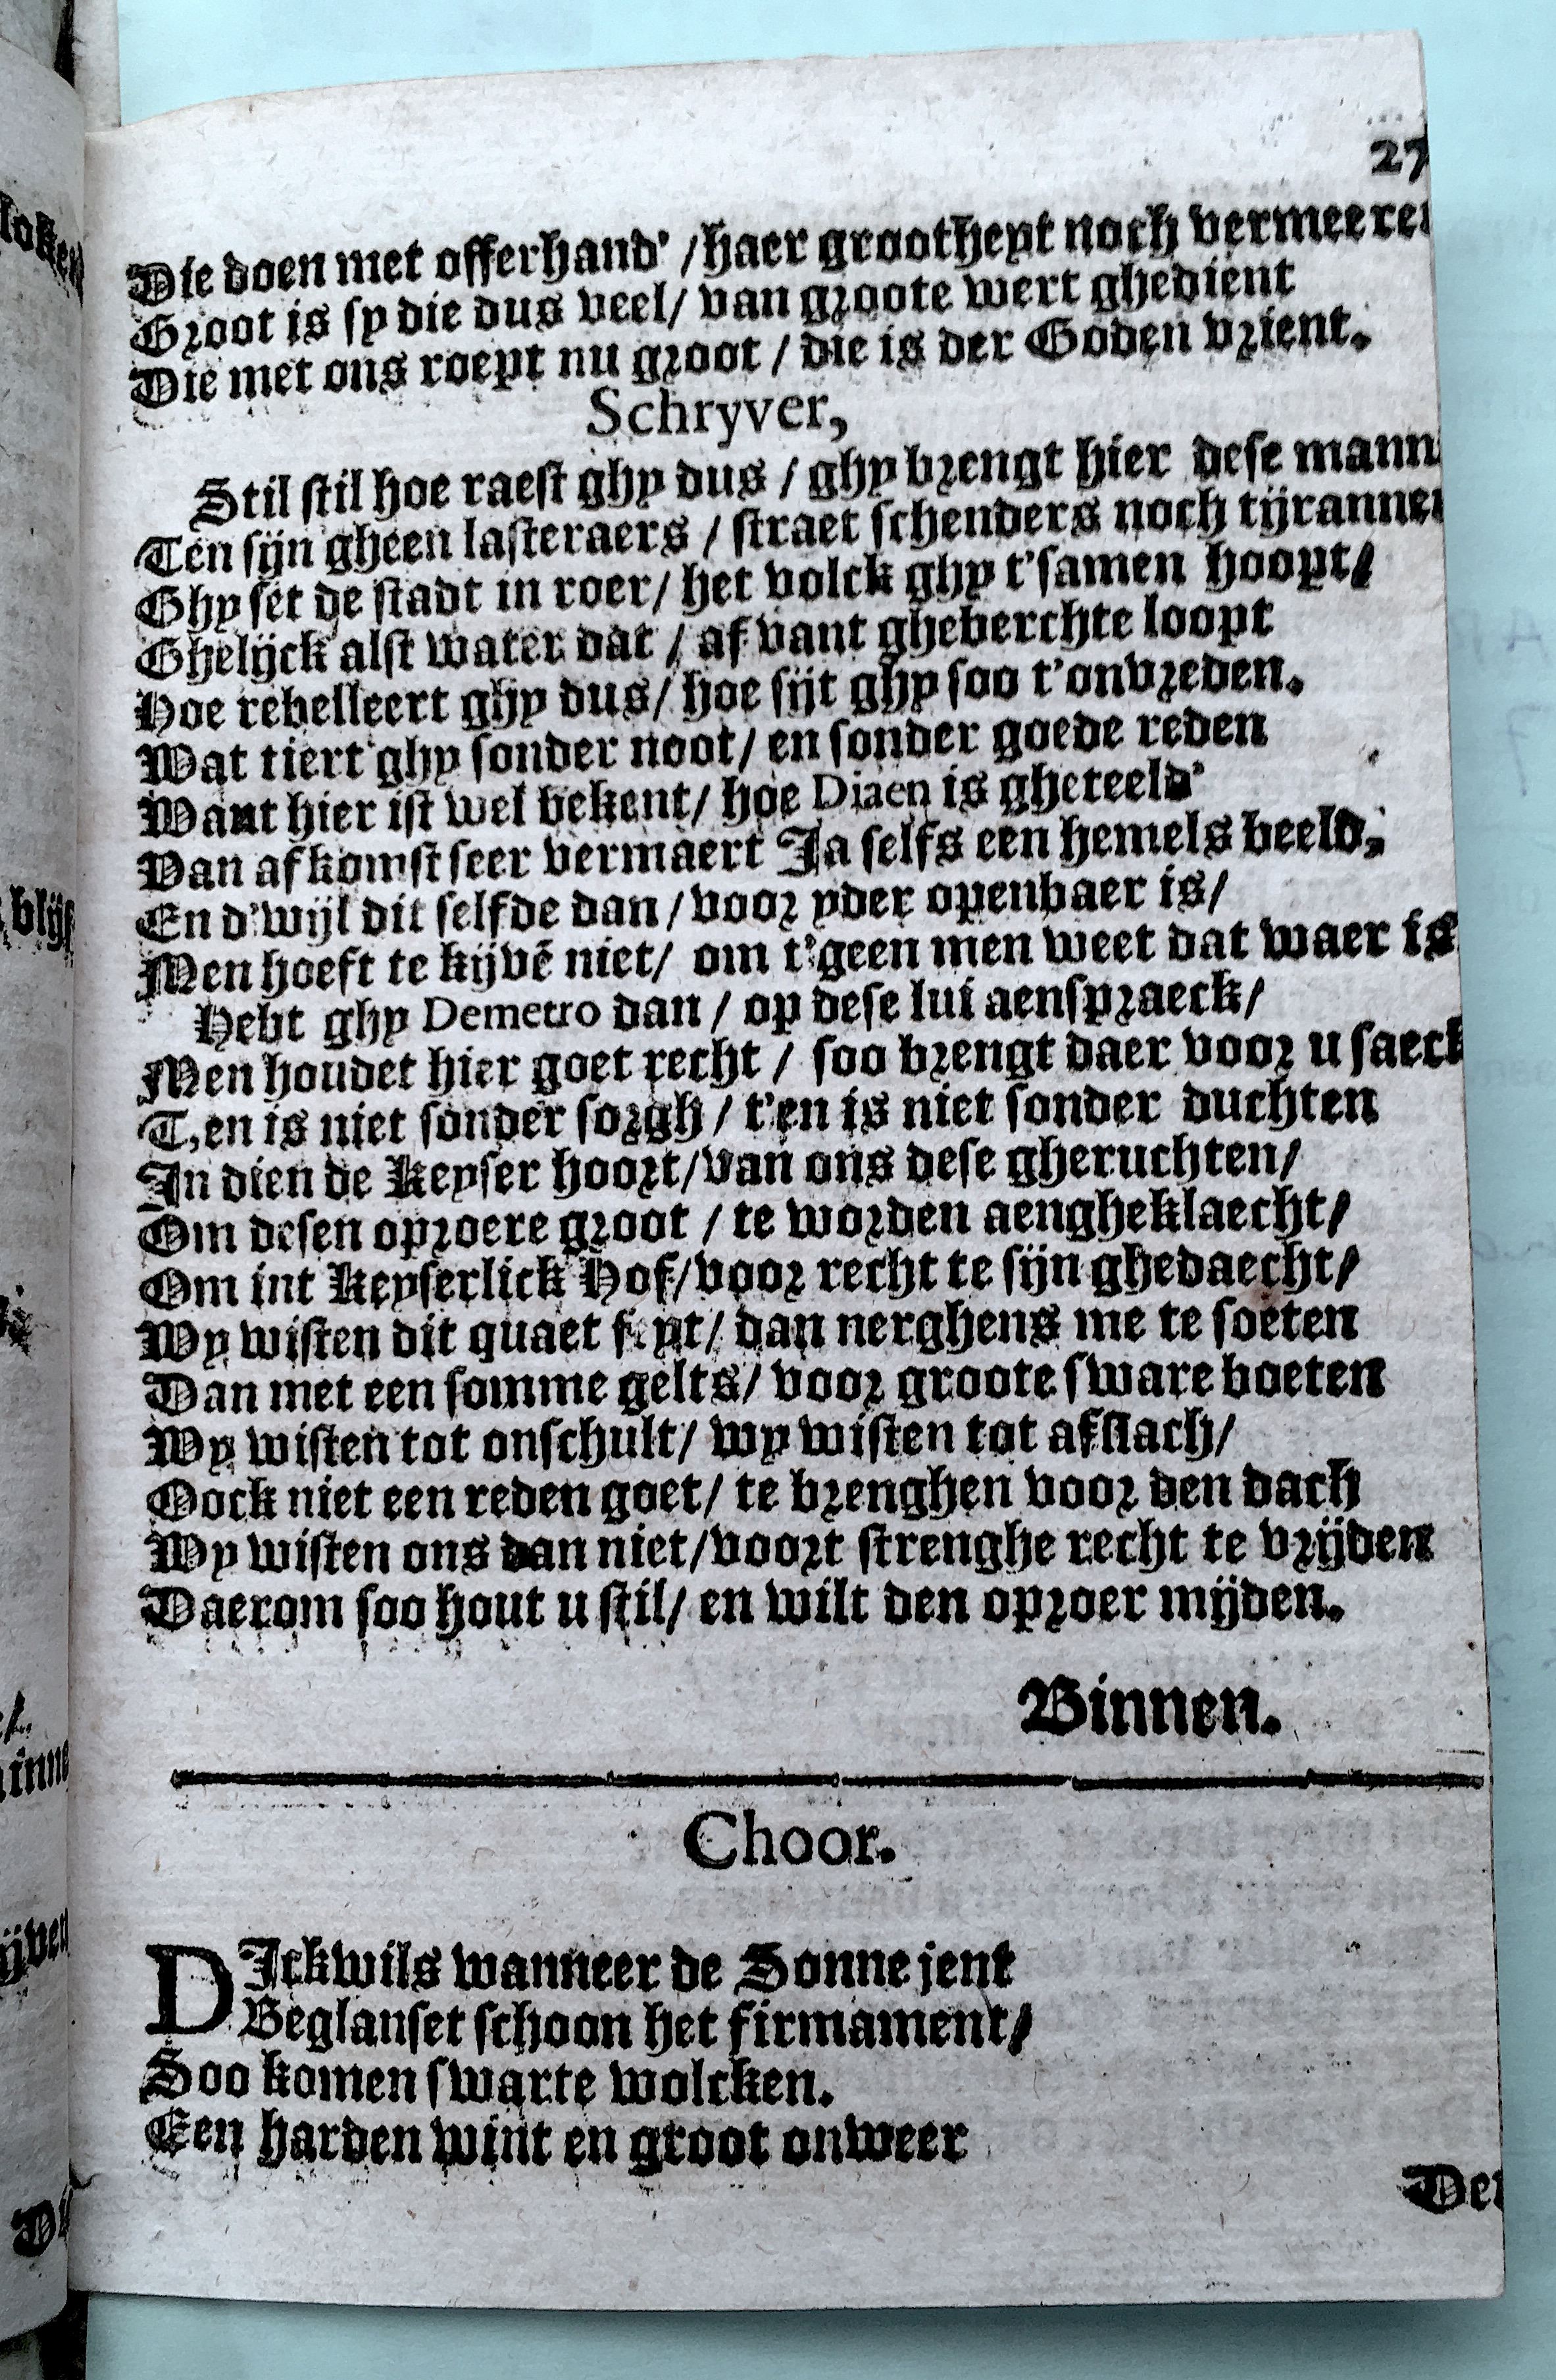 27
Die doen met offerhand' / haer grootheyt noch vermeere
Groot is sy die dus veel / van groote wert ghedient
Die met ons roept nu groot / die is der Goden vrient.
Schryver,
Stil stil hoe raest ghy dus / ghy brengt hier dese mann
Ten sijn gheen lasteraers / straet schenders noch tijranne
Ghy set de stadt in roer / het volck ghy t'samen hoopt /
Ghelijck alst water dat / af vant gheberchte loopt
Hoe rebelleert ghy dus / hoe sijt ghy soo t'onvreden.
Wat tiert ghy sonder noot / en sonder goede reden
Want hier ist wel bekent / hoe Diaen is gheteeld'
Van afkomst seer vermaert Ja selfs een hemels beeld,
En d'wijl dit selfde dan / voor yder openbaer is /
Men hoeft te kijvē niet / om t'geen men weet dat waer is
Hebt ghy Demetro dan / op dese lui aenspraeck /
Men houdet hier goet recht / soo brengt daer voor u saeck
T,en is niet sonder sorgh / t'en is niet sonder duchten
In dien de Keyser hoort / van ons dese gheruchten /
Om desen oproere groot / te worden aengheklaecht /
Om int Keyserlick Hof / voor recht te sijn ghedaecht /
Wy wisten dit quaet feyt / dan nerghens me te soeten
Dan met een somme gelts / voor groote sware boeten
Wy wisten tot onschult / wy wisten tot afslach /
Oock niet een reden goet / te brenghen voor den dach
Wy wisten ons dan niet / voort strenghe recht te vrijden
Daerom soo hout u stil / en wilt den oproer mijden.
Binnen.
Choor.
DIckwils wanneer de Sonne jent
Beglanset schoon het firmament /
Soo komen swarte wolcken.
Een harden wint en groot onweer